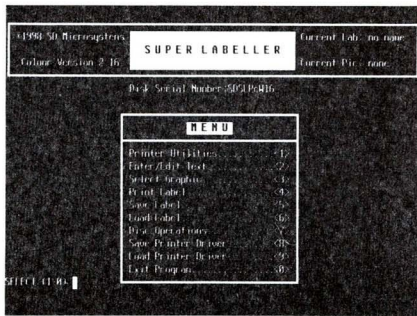 SD Microsystems
SUPER LABELLER
Current Lab: no name
Colour Version 2.16
Current Pic: none
Disk Serial Number:
MENU
Printer Utilities <1>
Enter/Edit Text <2>
Select Graphic <3>
Print Label <4>
Save Label <5>
Load Label <6>
Disc Operations <7>
Save Printer Driver <8>
Load Printer Driver <9>
Exit Program <0>
SELECT (1-0):